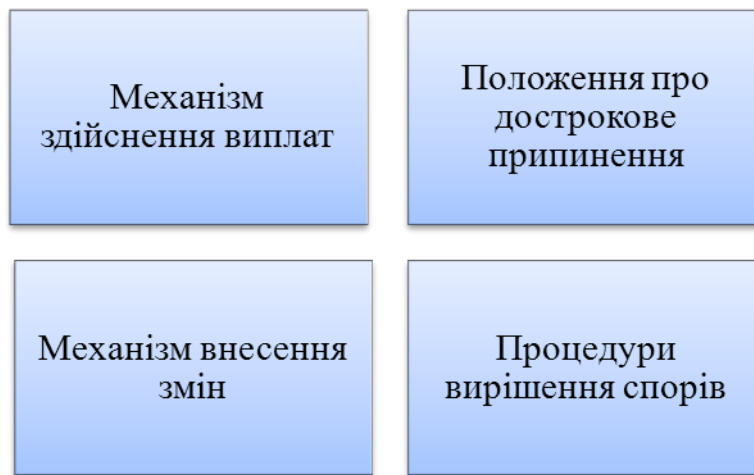 Механізм
здійснення виплат
Положення про
дострокове
припинення
Механізм внесення
змін
Процедури
вирішення спорів